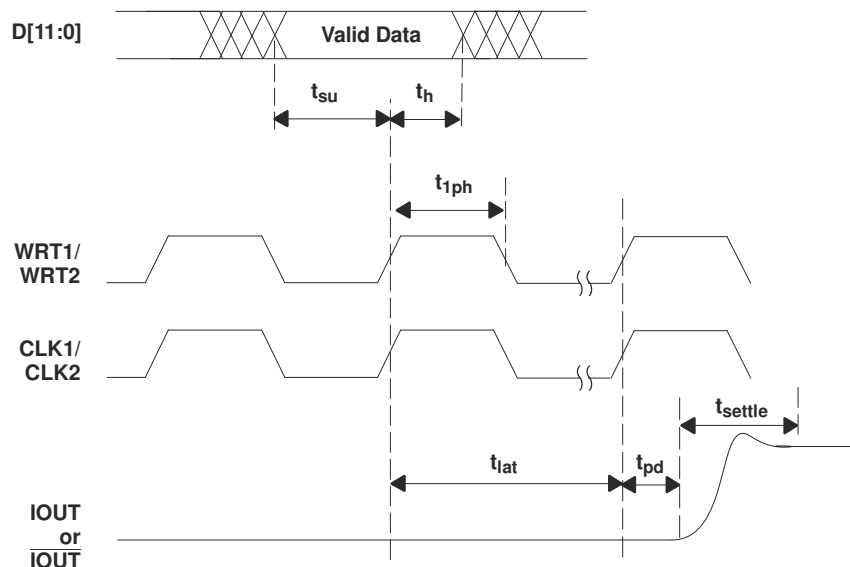 D[11:0]
Valid Data
tsu
th
t1ph
WRT1/
WRT2
CLK1/
CLK2
tsettle
tlat
tpd
IOUT
or
IOUT